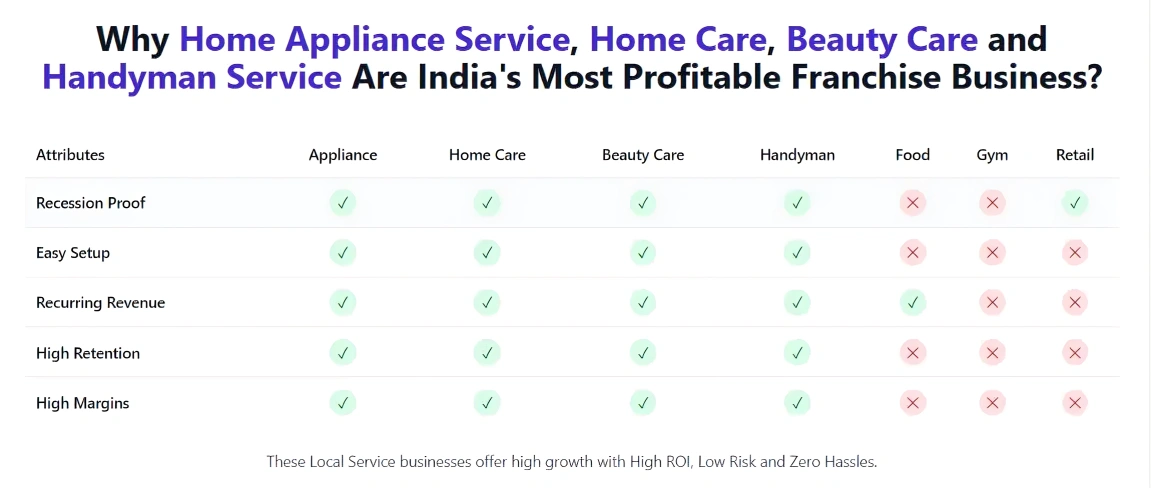 Why Home Appliance Service, Home Care, Beauty Care and
Handyman Service Are India's Most Profitable Franchise Business?
Attributes Appliance Home Care Beauty Care Handyman Food Gym Retail
Recession Proof ✓ ✓ ✓ ✓ ✕ ✕ ✓
Easy Setup ✓ ✓ ✓ ✓ ✕ ✕ ✕
Recurring Revenue ✓ ✓ ✓ ✓ ✓ ✕ ✕
High Retention ✓ ✓ ✓ ✓ ✕ ✕ ✕
High Margins ✓ ✓ ✓ ✓ ✕ ✕ ✕
These Local Service businesses offer high growth with High ROI, Low Risk and Zero Hassles.